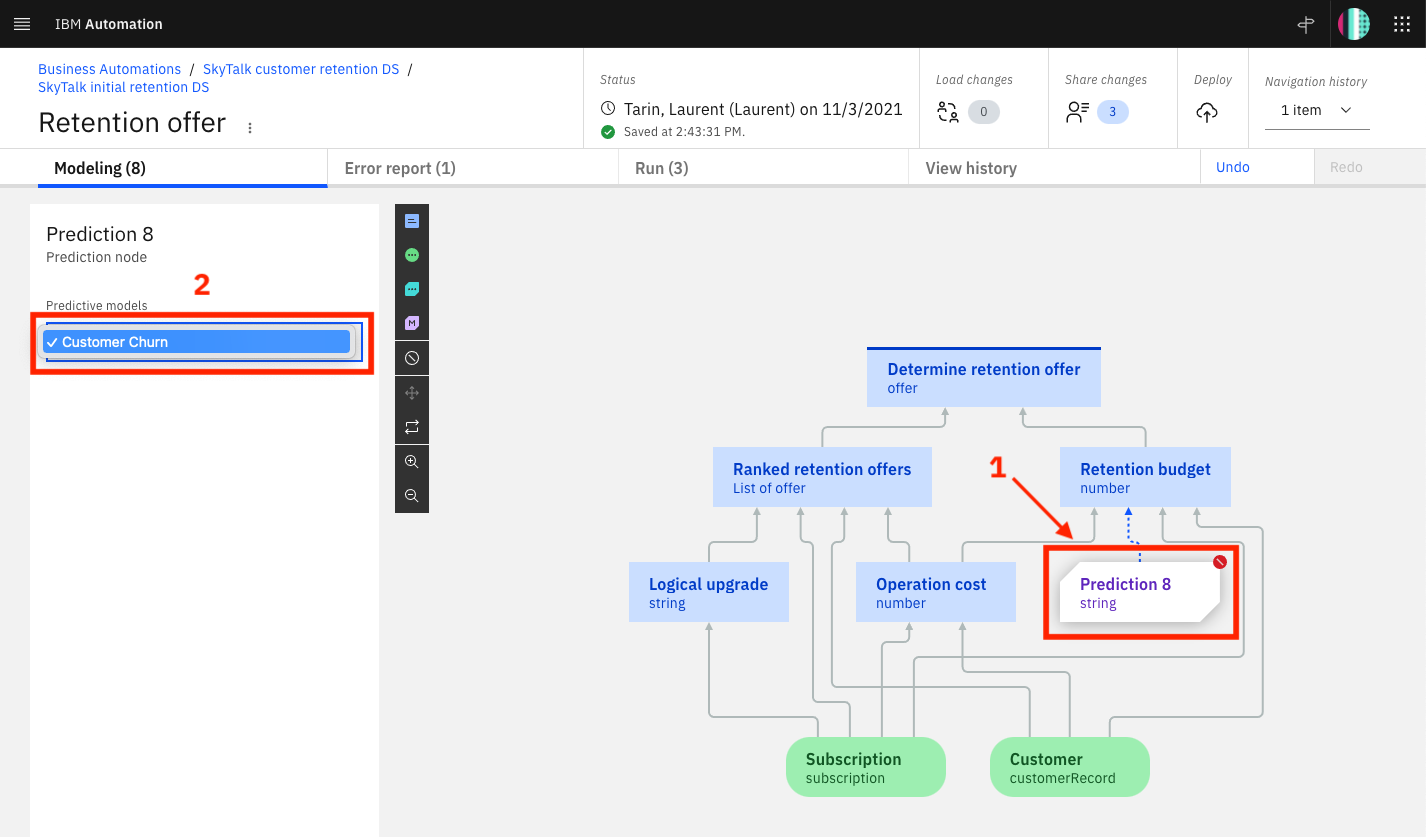 IBM Automation
Business Automations / SkyTalk customer retention DS /
SkyTalk initial retention DS
Retention offer
Status
Tarin, Laurent (Laurent) on 11/3/2021
Saved at 2:43:31 PM.
Load changes
0
Share changes
3
Deploy
Navigation history
1 item
Modeling (8)
Error report (1)
Run (3)
View history
Undo
Redo
Prediction 8
Prediction node
2
Predictive models
✓ Customer Churn
M
Determine retention offer
offer
Ranked retention offers
List of offer
1
Retention budget
number
Logical upgrade
string
Operation cost
number
Prediction 8
string
Subscription
subscription
Customer
customerRecord